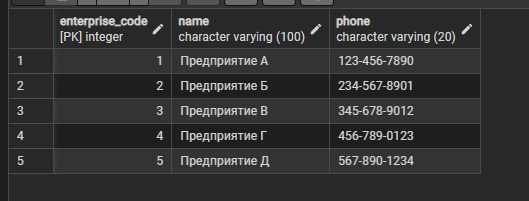 enterprise_code name phone
[PK] integer character varying (100) character varying (20)
1 1 Предприятие А 123-456-7890
2 2 Предприятие Б 234-567-8901
3 3 Предприятие В 345-678-9012
4 4 Предприятие Г 456-789-0123
5 5 Предприятие Д 567-890-1234